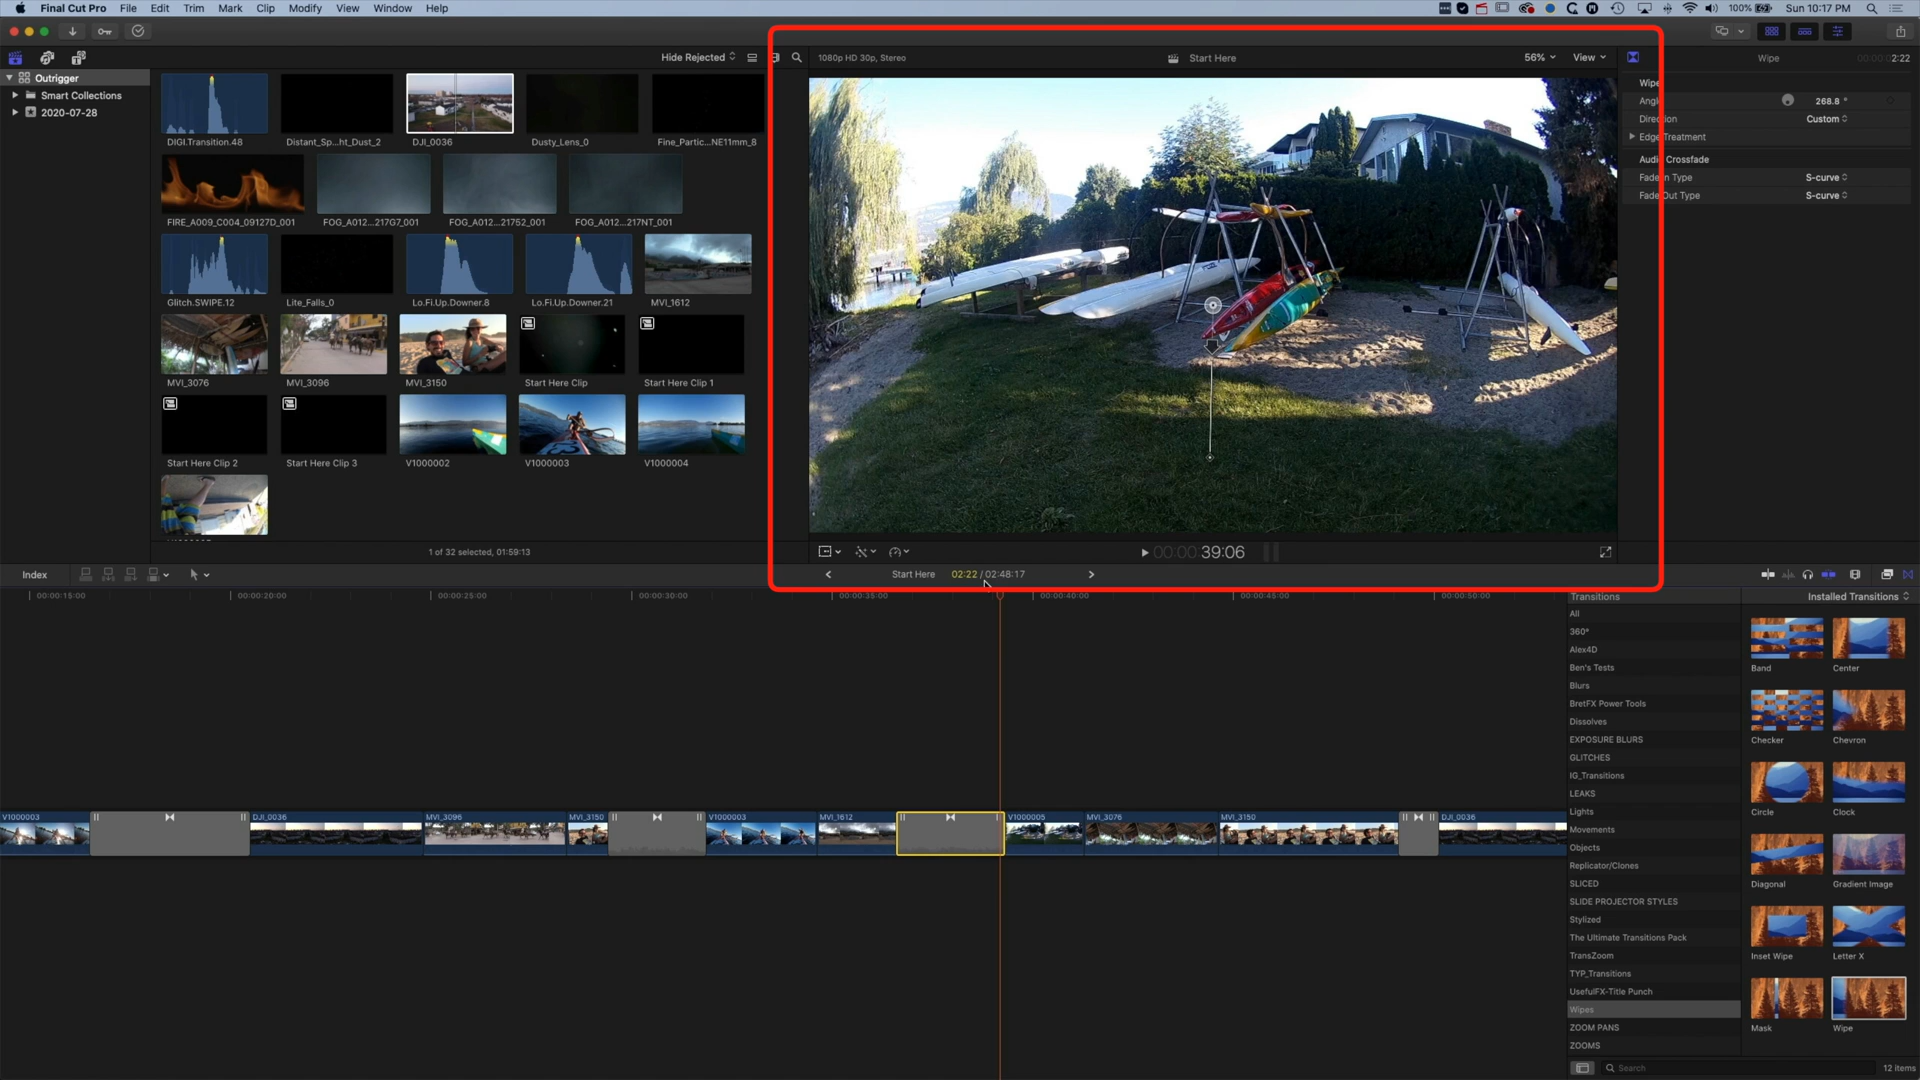 Final Cut Pro File Edit Trim Mark Clip Modify View Window Help
100% Sun 10:17 PM
Hide Rejected
1080p HD 30p, Stereo
Start Here
56% View
Wipe
2:22
Outrigger
Smart Collections
2020-07-28
DIGI.Transition.48 Distant_Sp...ht_Dust_2 DJI_0036 Dusty_Lens_0 Fine_Partic...NE11mm_8
FIRE_A009_C004_09127D_001 FOG_A012...217G7_001 FOG_A012...21752_001 FOG_A012...217NT_001
Glitch.SWIPE.12 Lite_Falls_0 Lo.Fi.Up.Downer.8 Lo.Fi.Up.Downer.21 MVI_1612
MVI_3076 MVI_3096 MVI_3150 Start Here Clip Start Here Clip 1
Start Here Clip 2 Start Here Clip 3 V1000002 V1000003 V1000004
1 of 32 selected, 01:59:13
Wipe
Angle 268.8 °
Direction Custom
Edge Treatment
Audio Crossfade
Fade In Type S-curve
Fade Out Type S-curve
00:00:39:06
Index
Start Here 02:22 / 02:48:17
00:00:15:00 00:00:20:00 00:00:25:00 00:00:30:00 00:00:35:00 00:00:40:00 00:00:45:00 00:00:50:00
V1000003 DJI_0036 MVI_3096 MVI_3150 V1000003 MVI_1612 V1000005 MVI_3076 MVI_3150 DJI_0036
Transitions
Installed Transitions
All
360°
Alex4D
Ben's Tests
Blurs
BretFX Power Tools
Dissolves
EXPOSURE BLURS
GLITCHES
IG_Transitions
LEAKS
Lights
Movements
Objects
Replicator/Clones
SLICED
SLIDE PROJECTOR STYLES
Stylized
The Ultimate Transitions Pack
TransZoom
TYP_Transitions
UsefulFX-Title Punch
Wipes
ZOOM PANS
ZOOMS
Band Center
Checker Chevron
Circle Clock
Diagonal Gradient Image
Inset Wipe Letter X
Mask Wipe
Search
12 items